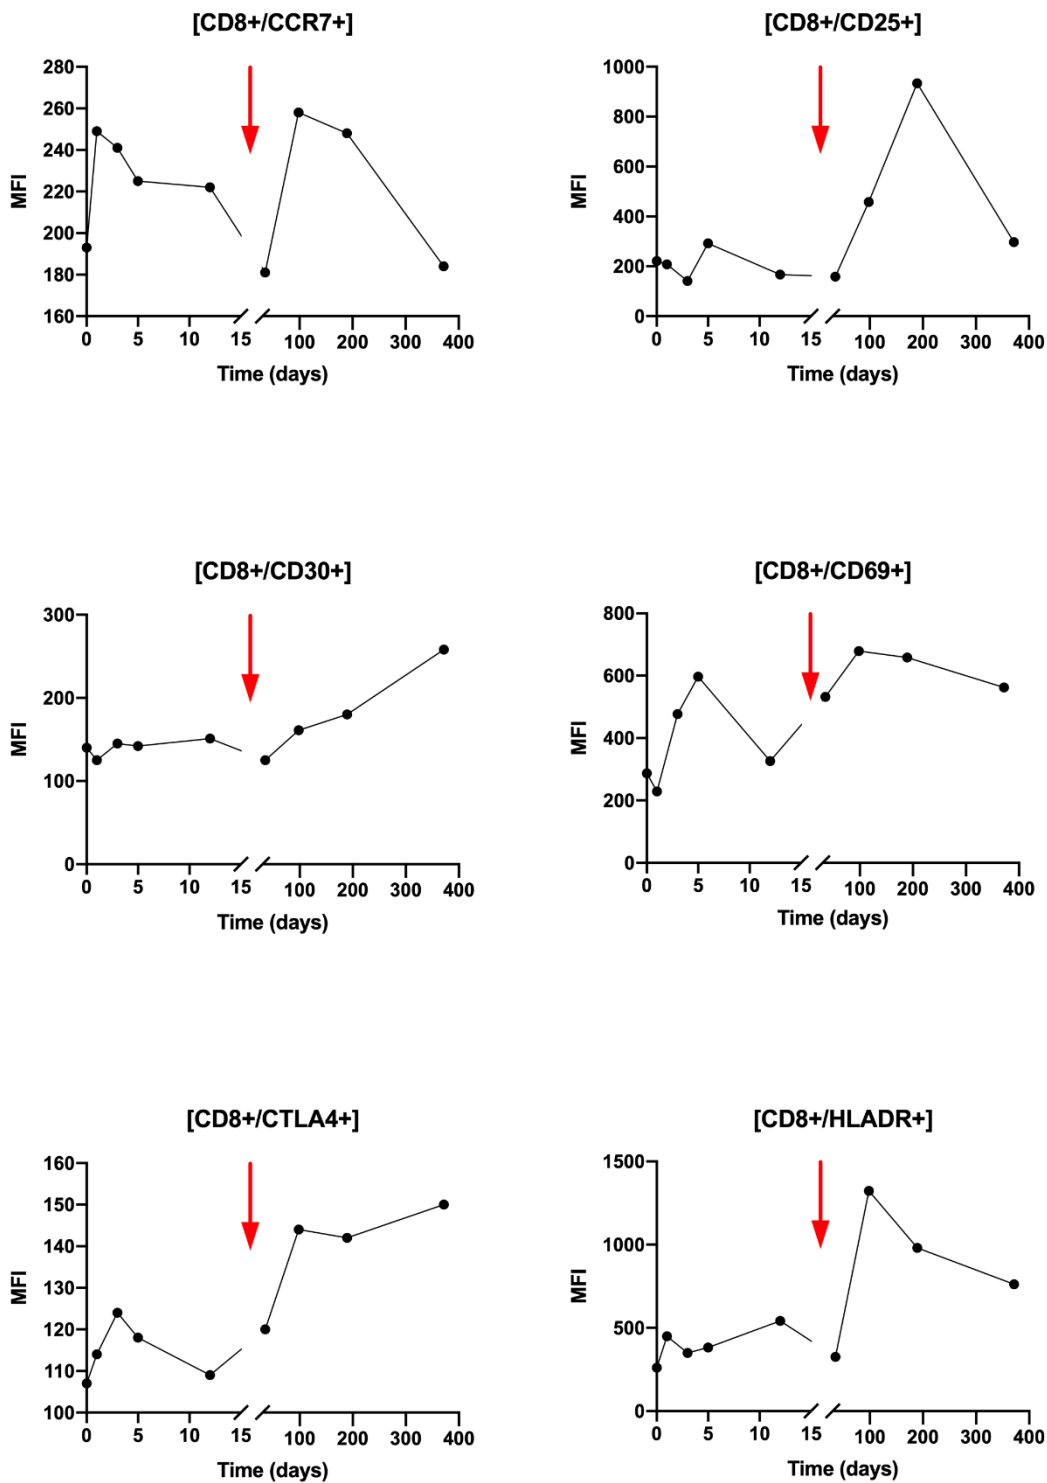 [CD8+/CCR7+]
280
260
240
220
200
180
160
MFI
0 5 10 15 100 200 300 400
Time (days)
[CD8+/CD25+]
1000
800
600
400
200
0
MFI
0 5 10 15 100 200 300 400
Time (days)
[CD8+/CD30+]
300
200
100
0
MFI
0 5 10 15 100 200 300 400
Time (days)
[CD8+/CD69+]
800
600
400
200
0
MFI
0 5 10 15 100 200 300 400
Time (days)
[CD8+/CTLA4+]
160
150
140
130
120
110
100
MFI
0 5 10 15 100 200 300 400
Time (days)
[CD8+/HLADR+]
1500
1000
500
0
MFI
0 5 10 15 100 200 300 400
Time (days)